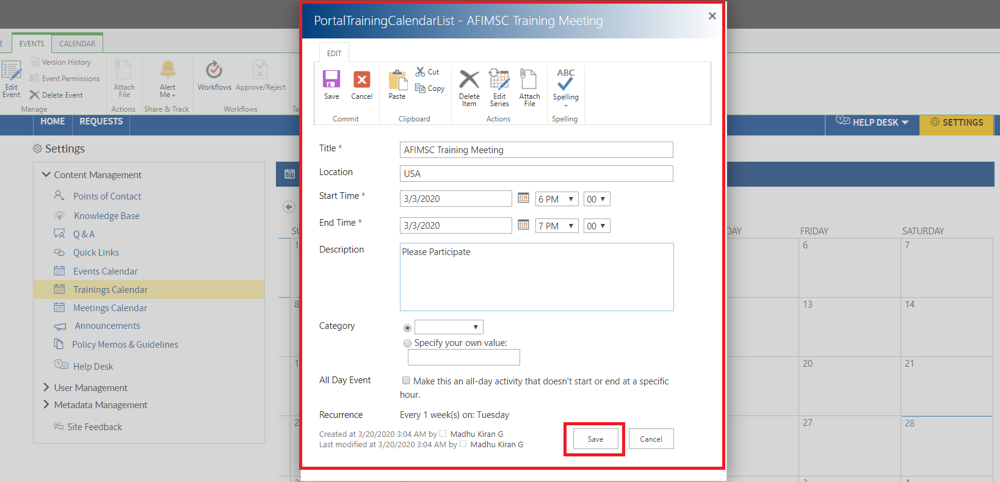 PortalTrainingCalendarList - AFIMSC Training Meeting
E EVENTS CALENDAR
EDIT
Edit Event
Version History
Event Permissions
Delete Event
Manage
Attach File
Actions
Alert Me
Share & Track
Workflows
Approve/Reject
Workflows
Ta
Save
Cancel
Commit
Paste
Cut
Copy
Clipboard
Delete Item
Edit Series
Attach File
Actions
ABC
Spelling
Spelling
HOME REQUESTS
HELP DESK
SETTINGS
Settings
Content Management
Points of Contact
Knowledge Base
Q & A
Quick Links
Events Calendar
Trainings Calendar
Meetings Calendar
Announcements
Policy Memos & Guidelines
Help Desk
User Management
Metadata Management
Site Feedback
Title * AFIMSC Training Meeting
Location USA
Start Time * 3/3/2020 6 PM 00
End Time * 3/3/2020 7 PM 00
Description Please Participate
Category
Specify your own value:
All Day Event Make this an all-day activity that doesn't start or end at a specific
hour.
Recurrence Every 1 week(s) on: Tuesday
Created at 3/20/2020 3:04 AM by Madhu Kiran G
Last modified at 3/20/2020 3:04 AM by Madhu Kiran G
Save Cancel
SU DAY FRIDAY SATURDAY
1 6 7
8 13 14
1 20 21
2 27 28